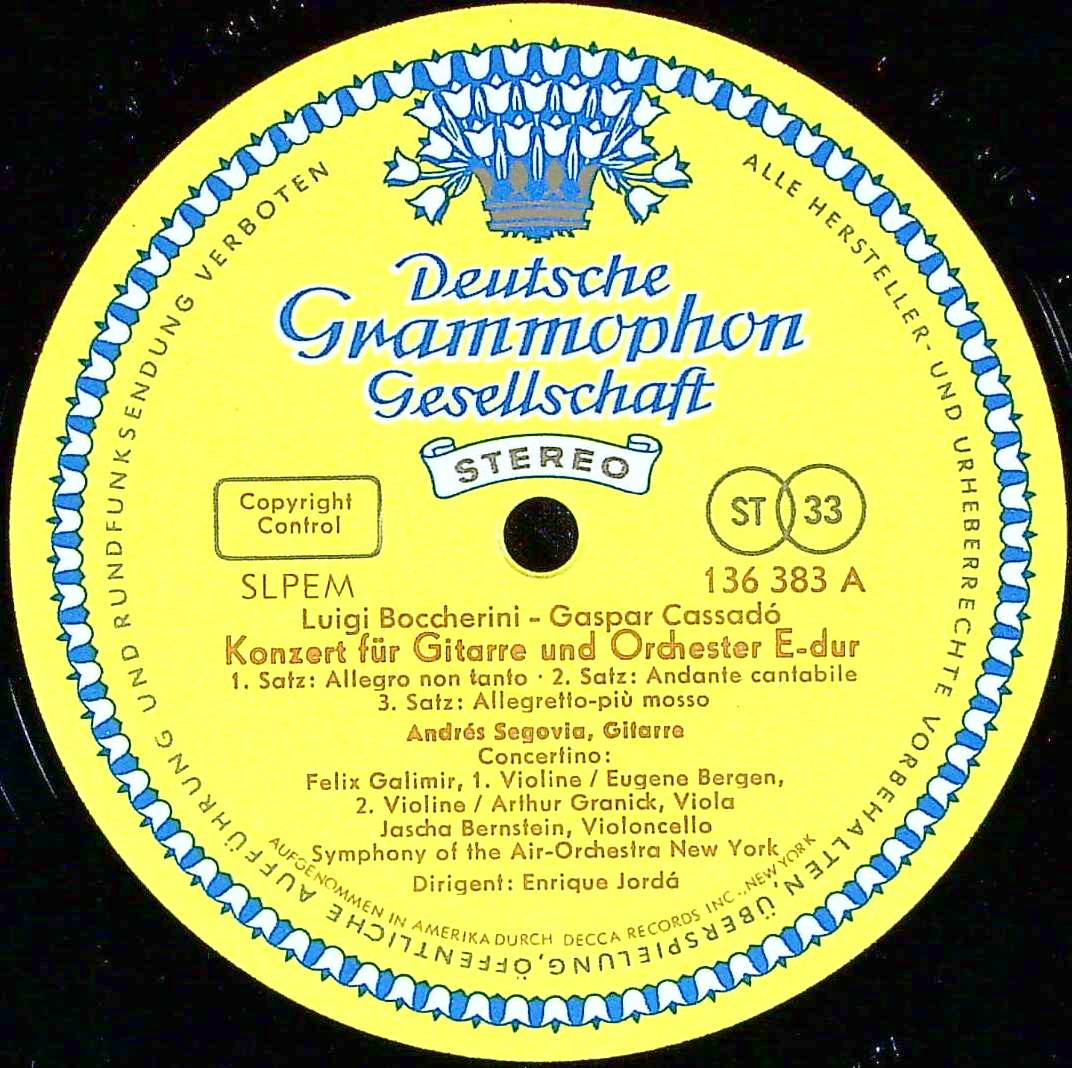 Deutsche
Grammophon
Gesellschaft
STEREO
Copyright
Control
ST 33
SLPEM
136 383 A
Luigi Boccherini - Gaspar Cassadó
Konzert für Gitarre und Orchester E-dur
1. Satz: Allegro non tanto · 2. Satz: Andante cantabile
3. Satz: Allegretto-più mosso
Andrés Segovia, Gitarre
Concertino:
Felix Galimir, 1. Violine / Eugene Bergen,
2. Violine / Arthur Granick, Viola
Jascha Bernstein, Violoncello
Symphony of the Air-Orchestra New York
Dirigent: Enrique Jordá
AUFGENOMMEN IN AMERIKA DURCH DECCA RECORDS INC., NEW YORK
ALLE HERSTELLER- UND URHEBERRECHTE VORBEHALTEN, ÜBERSPIELUNG, ÖFFENTLICHE AUFFÜHRUNG UND RUNDFUNKSENDUNG VERBOTEN